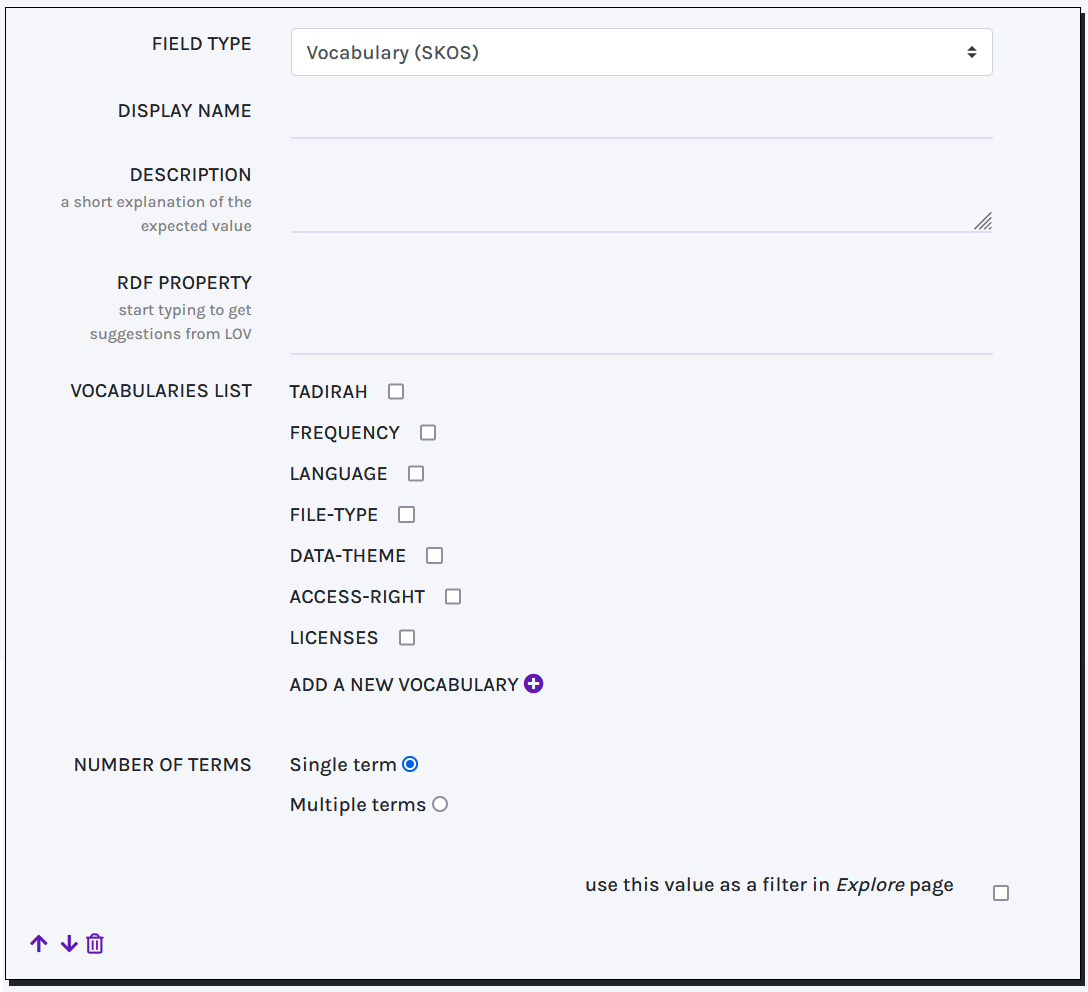 FIELD TYPE
Vocabulary (SKOS)
DISPLAY NAME
DESCRIPTION
a short explanation of the
expected value
RDF PROPERTY
start typing to get
suggestions from LOV
VOCABULARIES LIST
TADIRAH
FREQUENCY
LANGUAGE
FILE-TYPE
DATA-THEME
ACCESS-RIGHT
LICENSES
ADD A NEW VOCABULARY
NUMBER OF TERMS
Single term
Multiple terms
use this value as a filter in Explore page